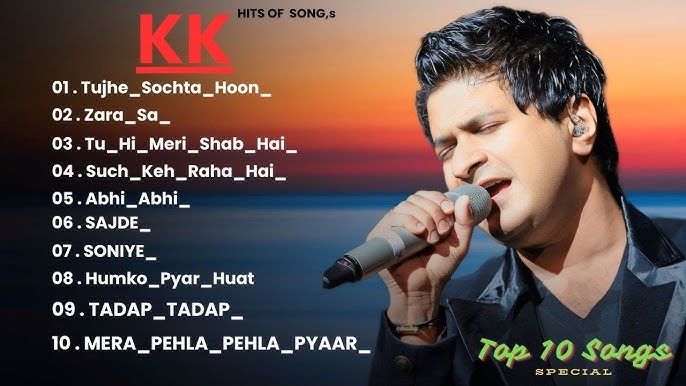 HITS OF SONG,s
KK
01 . Tujhe_Sochta_Hoon_
02 . Zara_Sa_
03 . Tu_Hi_Meri_Shab_Hai_
04 . Such_Keh_Raha_Hai_
05 . Abhi_Abhi_
06 . SAJDE_
07 . SONIYE_
08 . Humko_Pyar_Huat
09 . TADAP_TADAP_
10 . MERA_PEHLA_PEHLA_PYAAR_
Top 10 Songs
SPECIAL